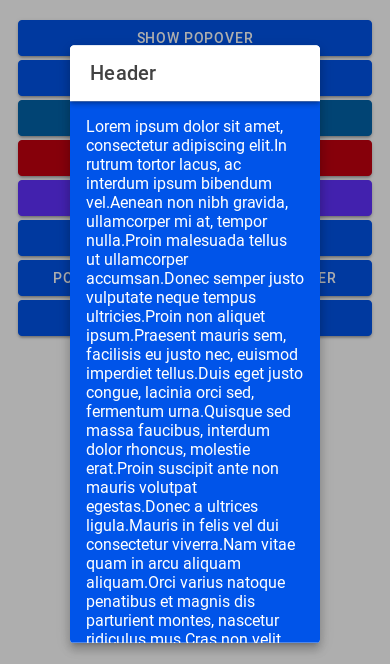 SHOW POPOVER
Header
Lorem ipsum dolor sit amet,
consectetur adipiscing elit.In
rutrum tortor lacus, ac
interdum ipsum bibendum
vel.Aenean non nibh gravida,
ullamcorper mi at, tempor
nulla.Proin malesuada tellus
ut ullamcorper
accumsan.Donec semper justo
vulputate neque tempus
ultricies.Proin non aliquet
ipsum.Praesent mauris sem,
facilisis eu justo nec, euismod
imperdiet tellus.Duis eget justo
congue, lacinia orci sed,
fermentum urna.Quisque sed
massa faucibus, interdum
dolor rhoncus, molestie
erat.Proin suscipit ante non
mauris volutpat
egestas.Donec a ultrices
ligula.Mauris in felis vel dui
consectetur viverra.Nam vitae
quam in arcu aliquam
aliquam.Orci varius natoque
penatibus et magnis dis
parturient montes, nascetur
ridiculus mus.Cras non velit